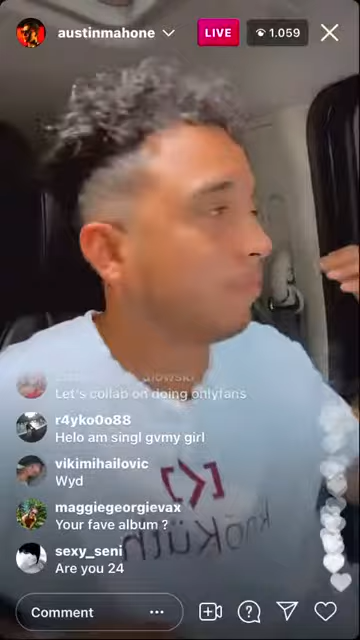 austinmahone
LIVE
1.059
Let's collab on doing onlyfans
r4yko0o88
Helo am singl gvmy girl
vikimihailovic
Wyd
maggiegeorgievax
Your fave album ?
sexy_seni
Are you 24
knöKüth
Comment